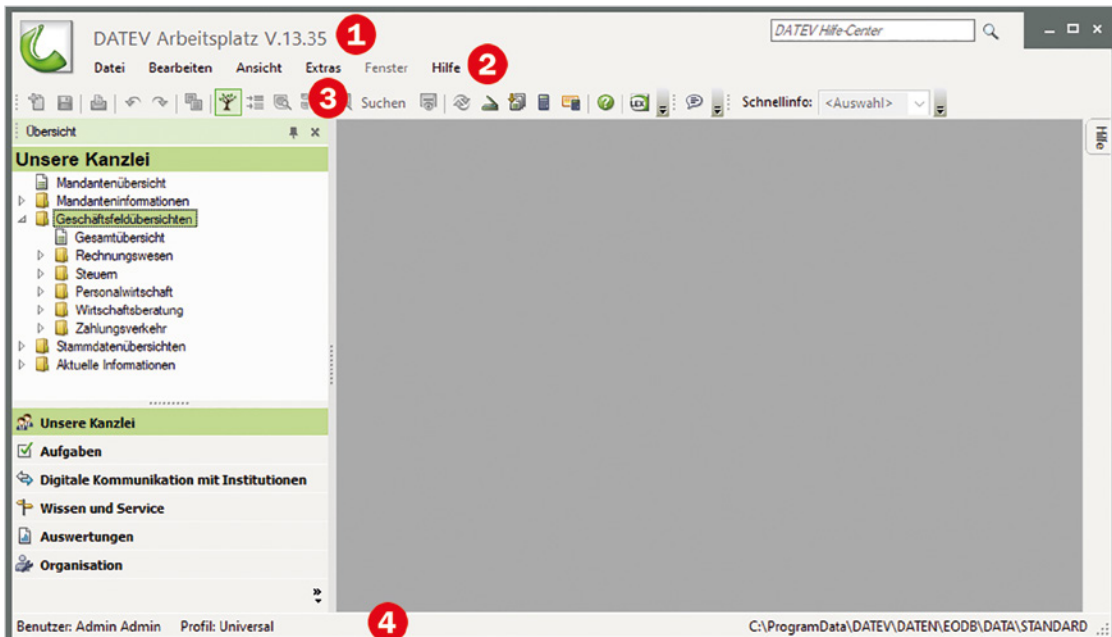 DATEV Arbeitsplatz V.13.35 1
DATEV Hilfe-Center
Datei Bearbeiten Ansicht Extras Fenster Hilfe 2
3 Suchen LEX Schnellinfo: <Auswahl>
Übersicht
Hilfe
Unsere Kanzlei
Mandantenübersicht
Mandanteninformationen
Geschäftsfeldübersichten
Gesamtübersicht
Rechnungswesen
Steuern
Personalwirtschaft
Wirtschaftsberatung
Zahlungsverkehr
Stammdatenübersichten
Aktuelle Informationen
Unsere Kanzlei
Aufgaben
Digitale Kommunikation mit Institutionen
Wissen und Service
Auswertungen
Organisation
Benutzer: Admin Admin Profil: Universal 4 C:\ProgramData\DATEV\DATEN\EODB\DATA\STANDARD